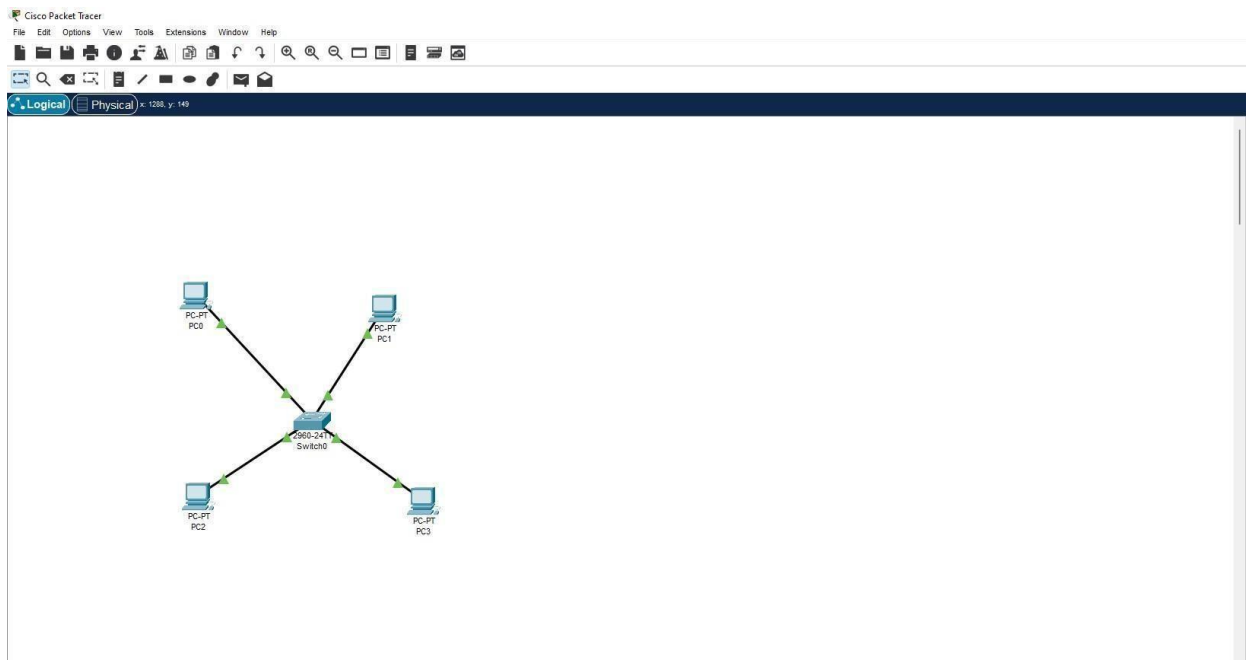 Cisco Packet Tracer
File Edit Options View Tools Extensions Window Help
Logical Physical x: 1288, y: 149
PC-PT
PC0
PC-PT
PC1
2960-24TT
Switch0
PC-PT
PC2
PC-PT
PC3